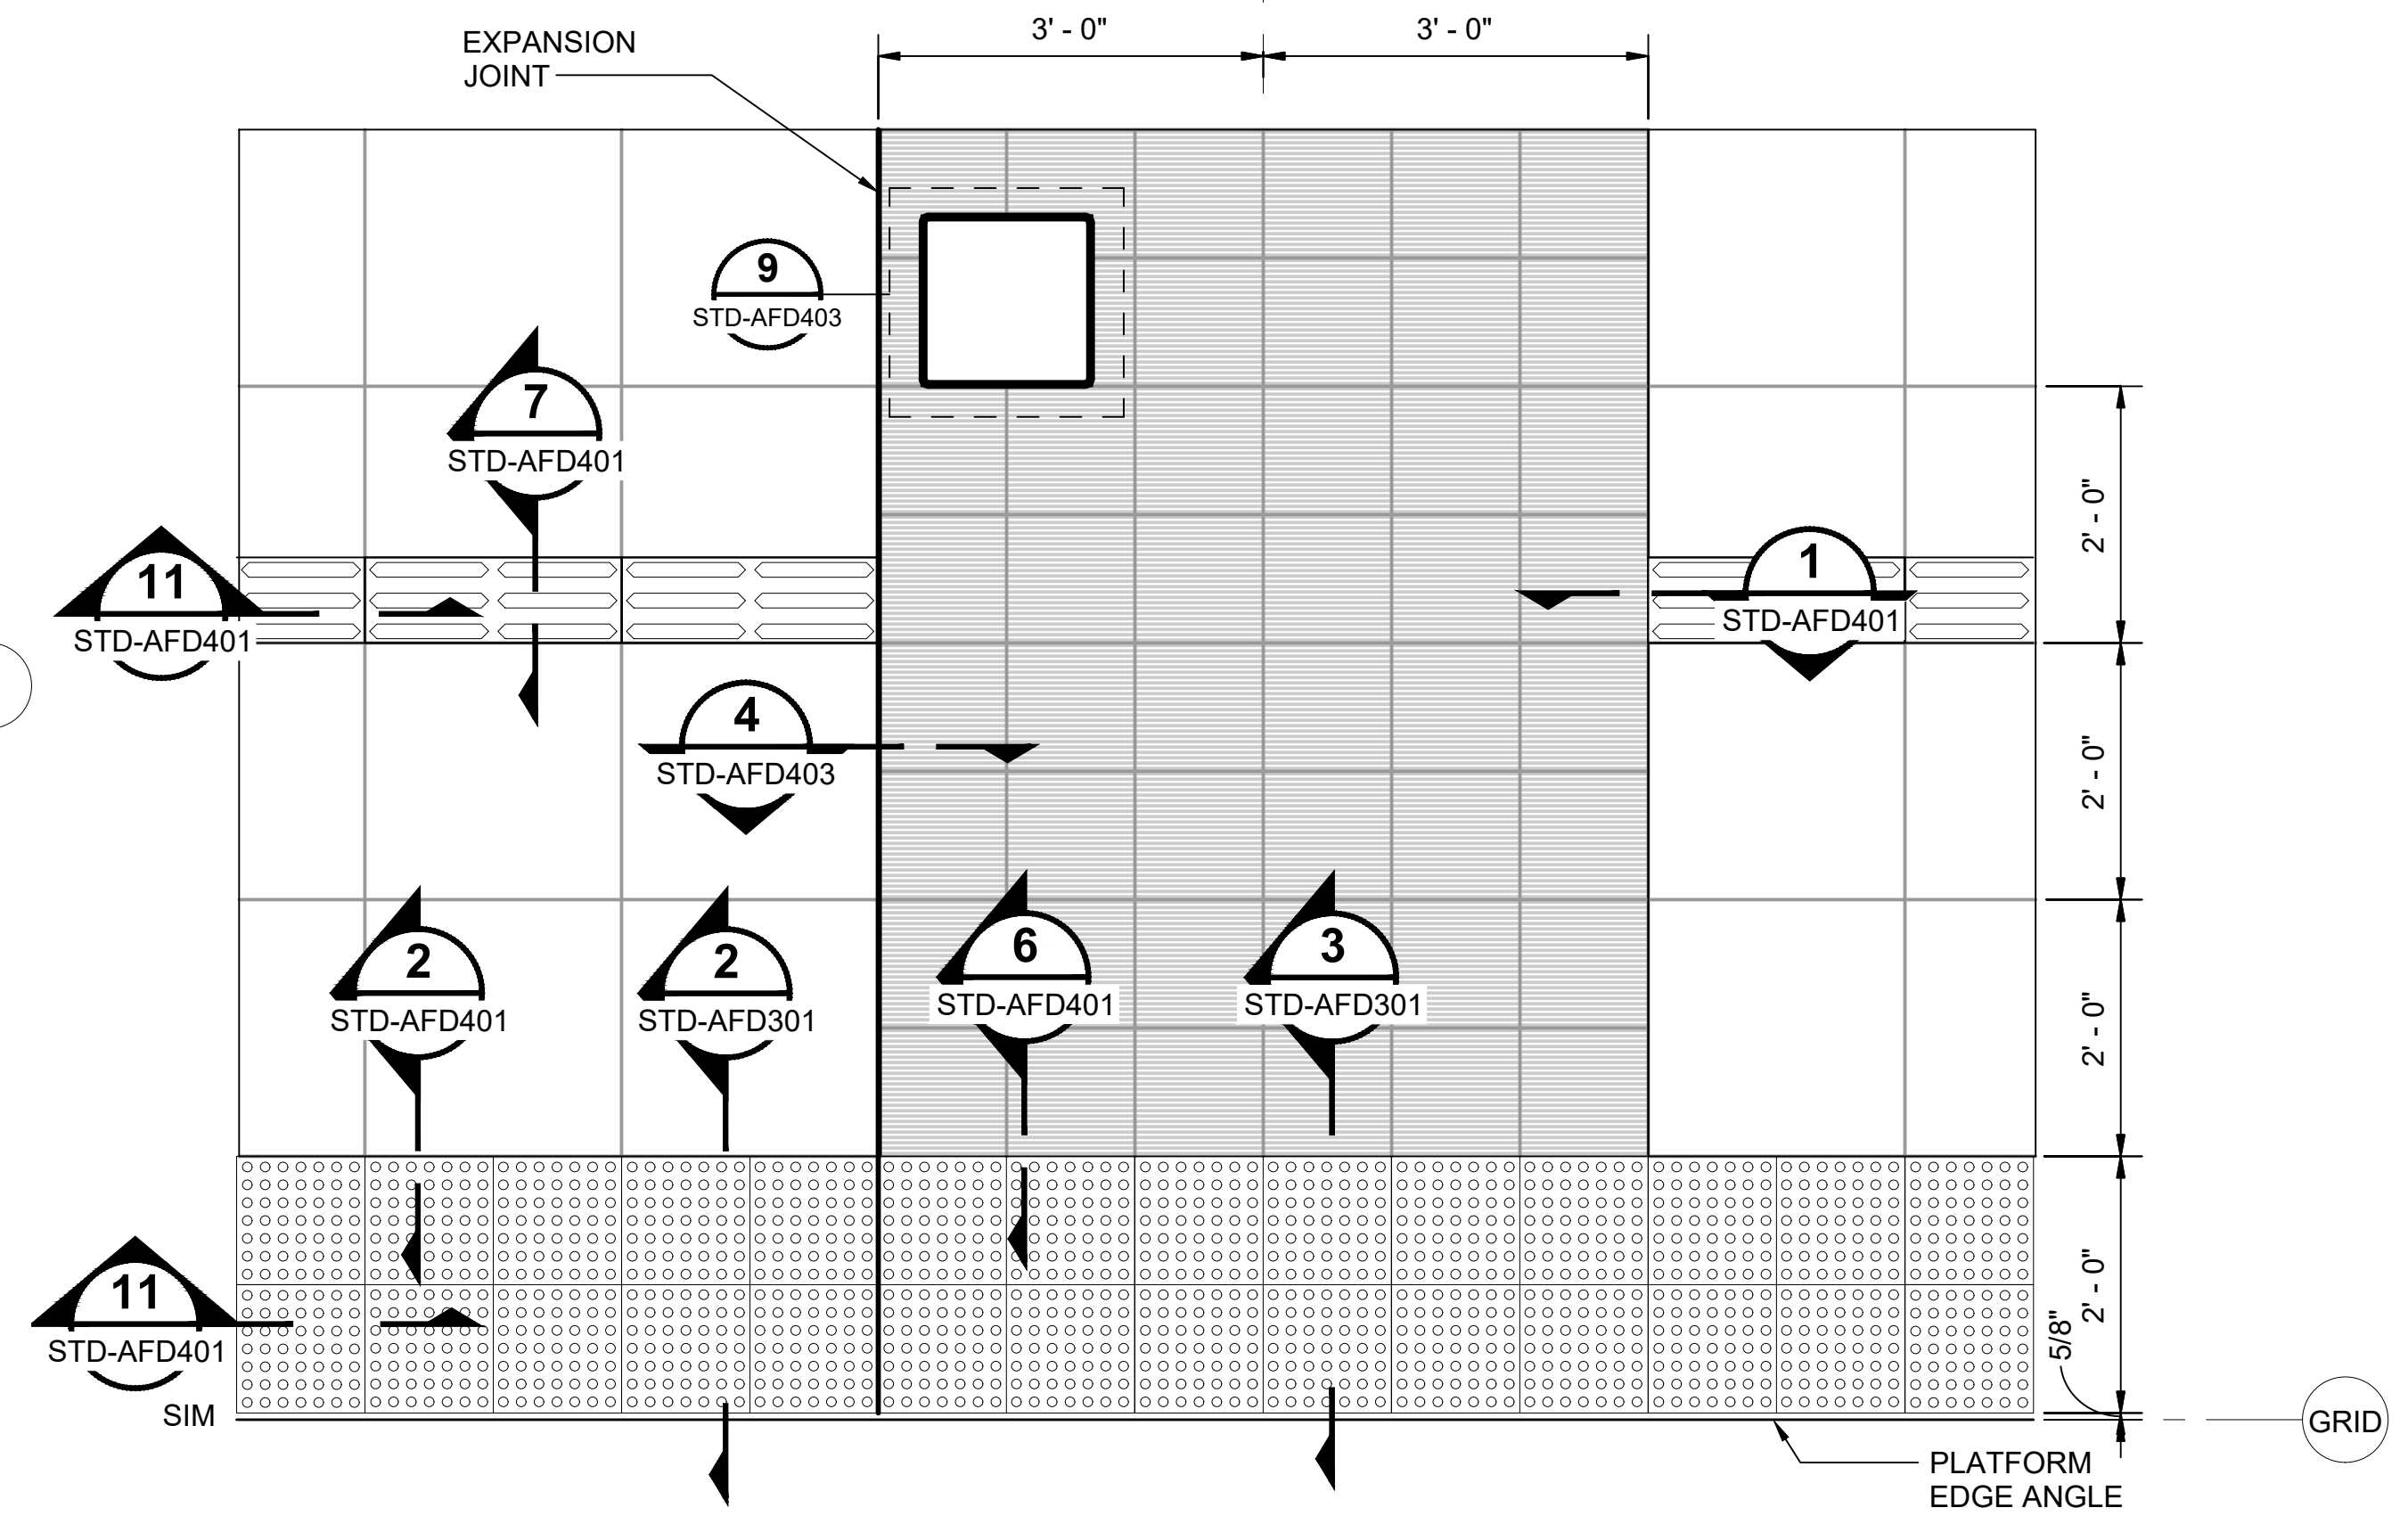 3' - 0"
3' - 0"
EXPANSION
JOINT
9
STD-AFD403
7
STD-AFD401
2' - 0"
11
STD-AFD401
1
STD-AFD401
4
STD-AFD403
2' - 0"
2
STD-AFD401
2
STD-AFD301
6
STD-AFD401
3
STD-AFD301
2' - 0"
11
STD-AFD401
SIM
2' - 0"
5/8"
GRID
PLATFORM
EDGE ANGLE